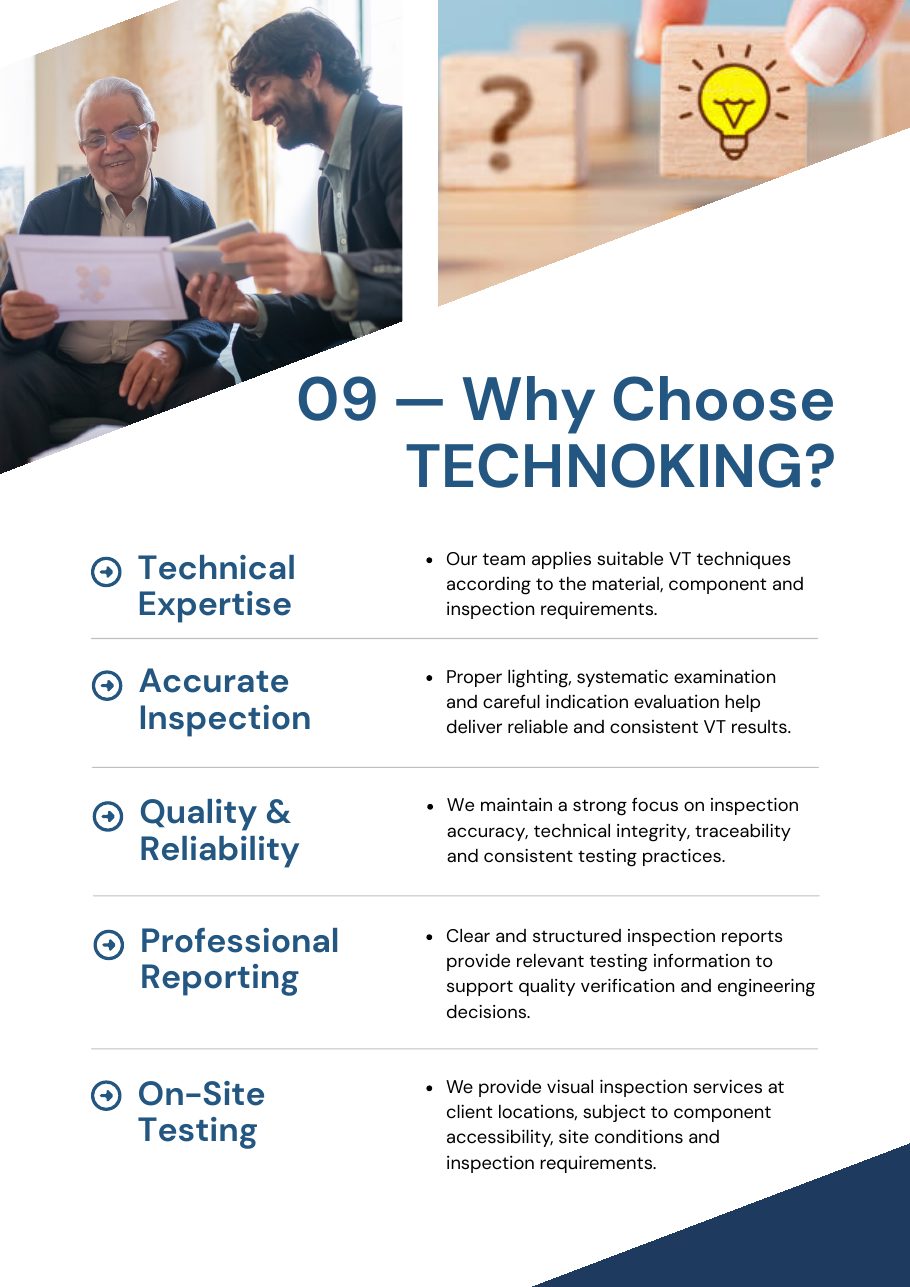 09 — Why Choose
TECHNOKING?
Technical
Expertise
• Our team applies suitable VT techniques
according to the material, component and
inspection requirements.
Accurate
Inspection
• Proper lighting, systematic examination
and careful indication evaluation help
deliver reliable and consistent VT results.
Quality &
Reliability
• We maintain a strong focus on inspection
accuracy, technical integrity, traceability
and consistent testing practices.
Professional
Reporting
• Clear and structured inspection reports
provide relevant testing information to
support quality verification and engineering
decisions.
On-Site
Testing
• We provide visual inspection services at
client locations, subject to component
accessibility, site conditions and
inspection requirements.